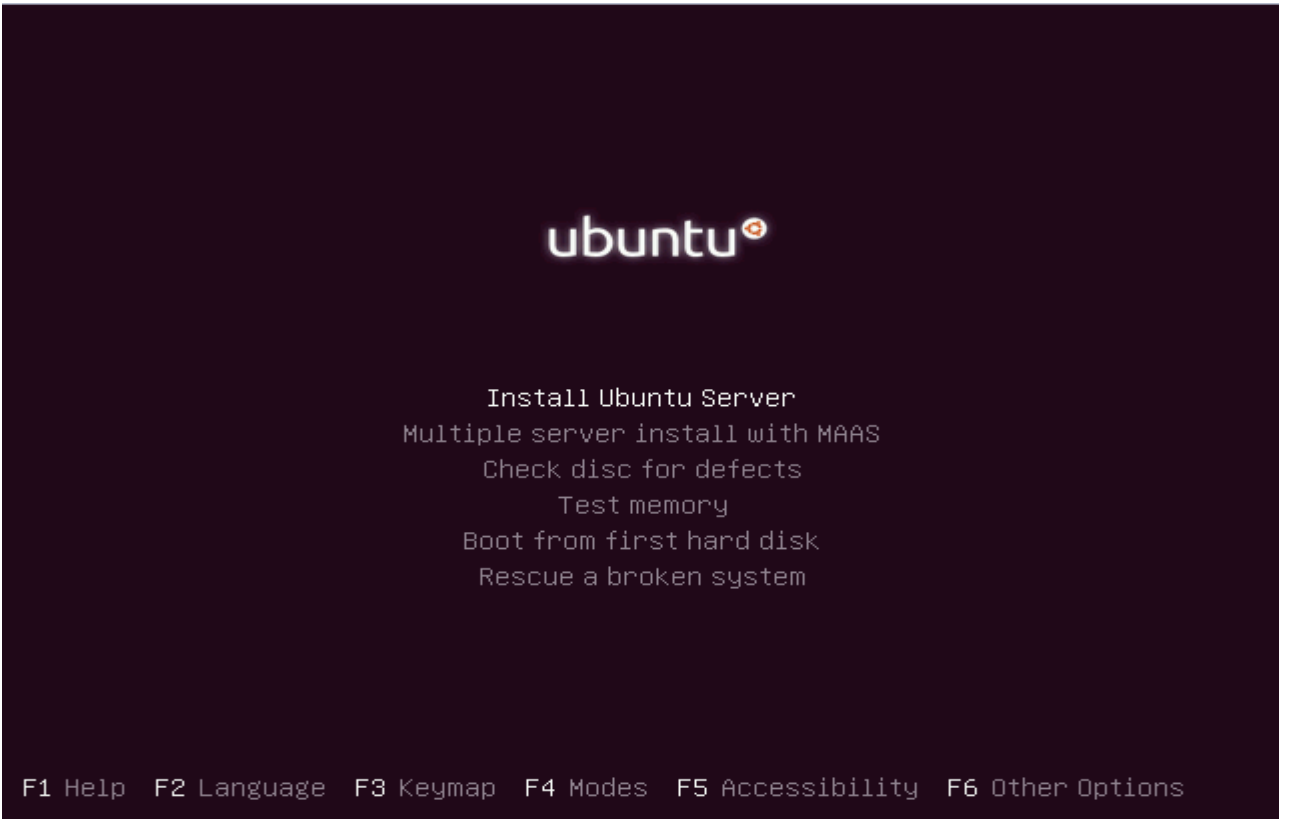 ubuntu
Install Ubuntu Server
Multiple server install with MAAS
Check disc for defects
Test memory
Boot from first hard disk
Rescue a broken system
F1 Help F2 Language F3 Keymap F4 Modes F5 Accessibility F6 Other Options